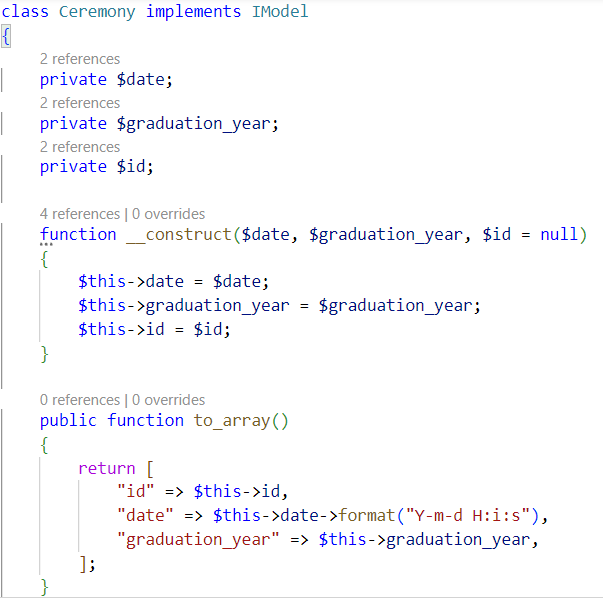 class Ceremony implements IModel
{
2 references
private $date;
2 references
private $graduation_year;
2 references
private $id;
4 references | 0 overrides
function __construct($date, $graduation_year, $id = null)
{
$this->date = $date;
$this->graduation_year = $graduation_year;
$this->id = $id;
}
0 references | 0 overrides
public function to_array()
{
return [
"id" => $this->id,
"date" => $this->date->format("Y-m-d H:i:s"),
"graduation_year" => $this->graduation_year,
];
}